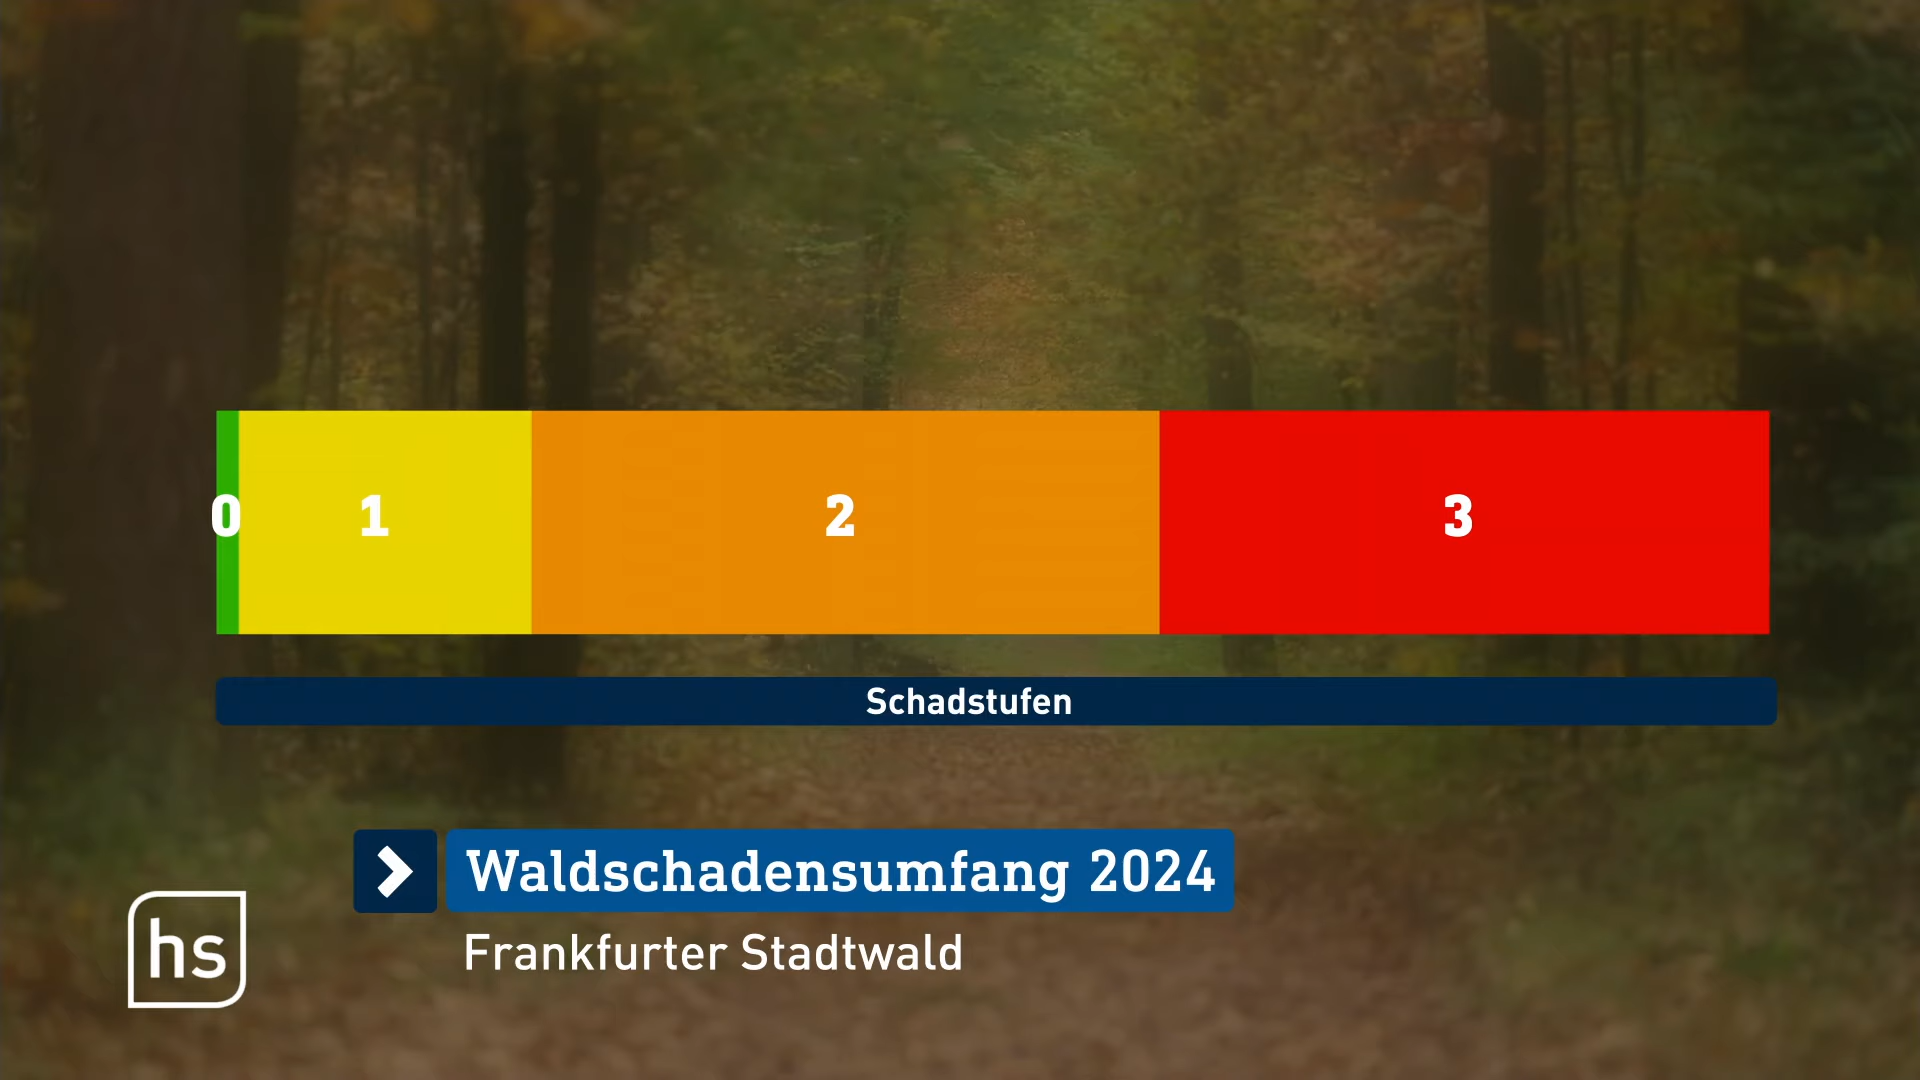 0 1 2 3
Schadstufen
Waldschadensumfang 2024
Frankfurter Stadtwald
hs